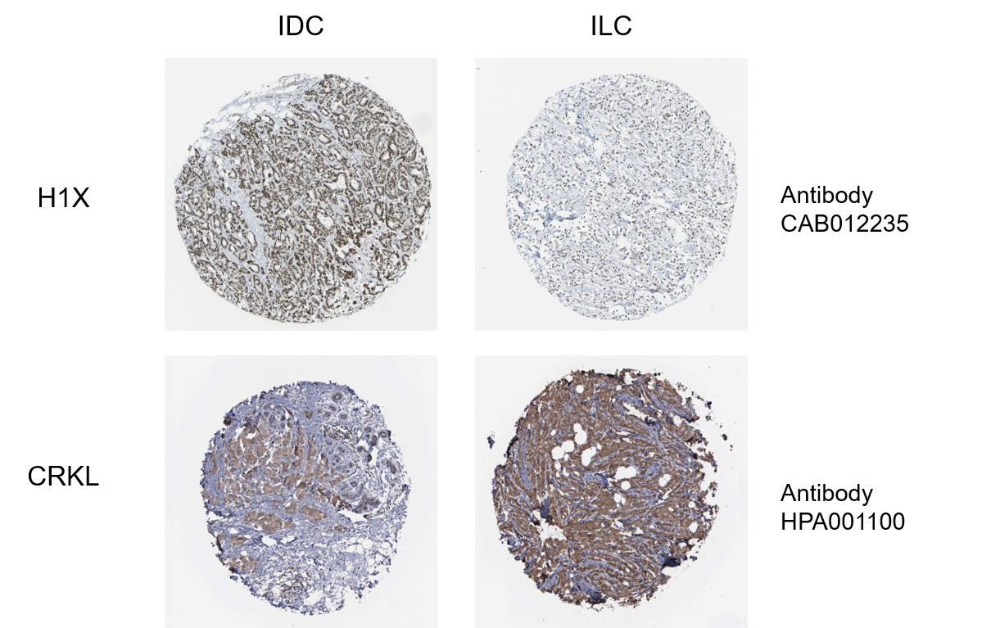 IDC
ILC
H1X
Antibody
CAB012235
CRKL
Antibody
HPA001100